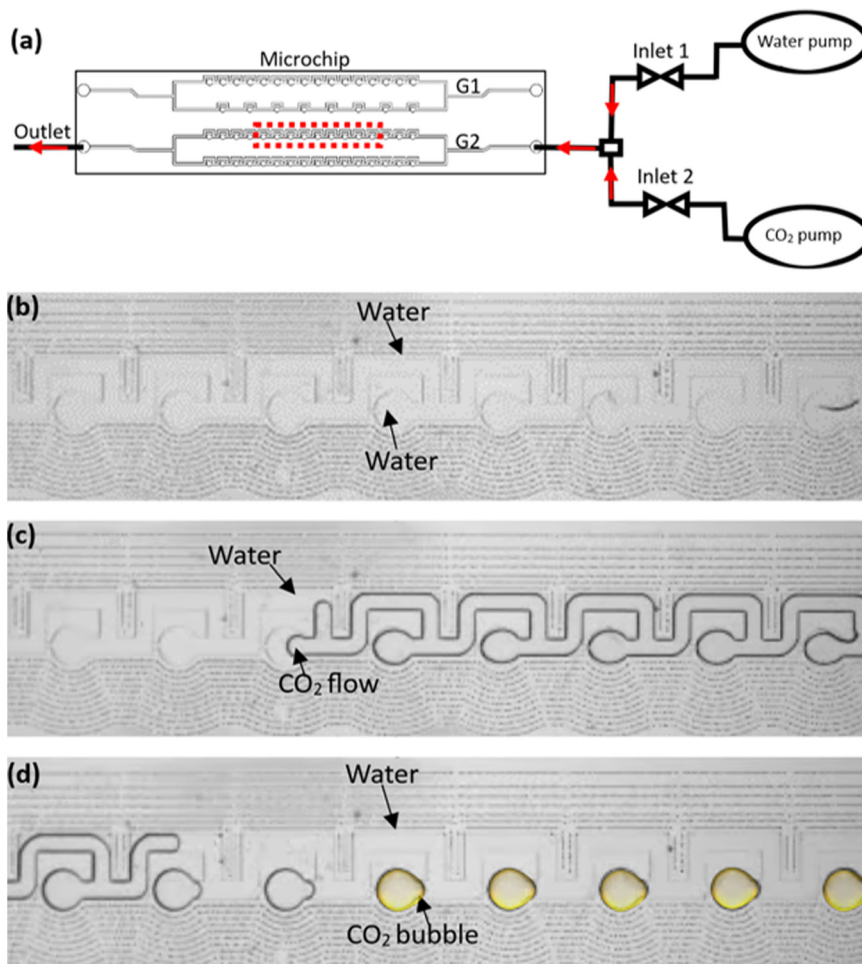 (a)
Microchip
Inlet 1
Water pump
G1
Outlet
G2
Inlet 2
CO₂ pump
(b)
Water
Water
(c)
Water
CO₂ flow
(d)
Water
CO₂ bubble